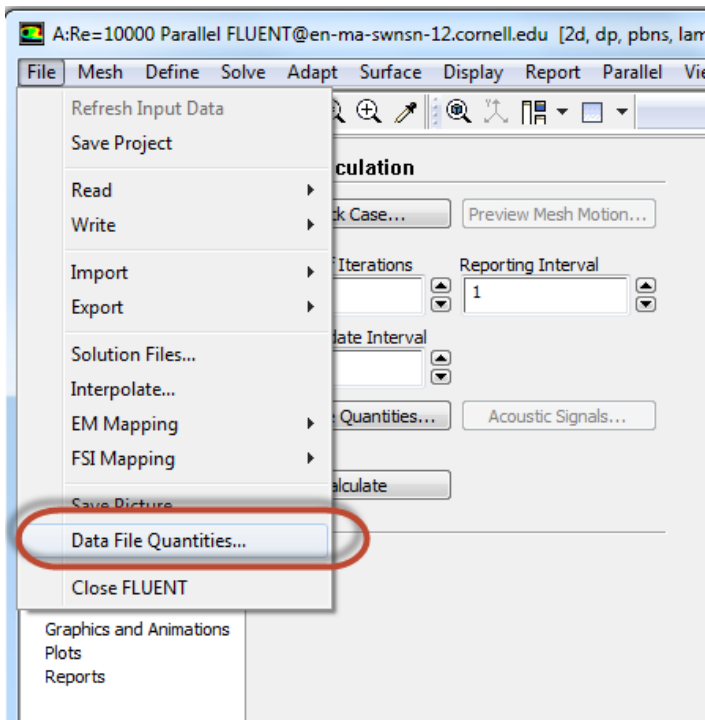 A:Re=10000 Parallel FLUENT@en-ma-swnsn-12.cornell.edu [2d, dp, pbns, lam
File Mesh Define Solve Adapt Surface Display Report Parallel Vie
Refresh Input Data
Save Project
culation
Read
k Case... Preview Mesh Motion...
Write
Iterations Reporting Interval
Import
1
Export
date Interval
Solution Files...
Interpolate...
EM Mapping
Quantities... Acoustic Signals...
FSI Mapping
alculate
Save Picture
Data File Quantities...
Close FLUENT
Graphics and Animations
Plots
Reports